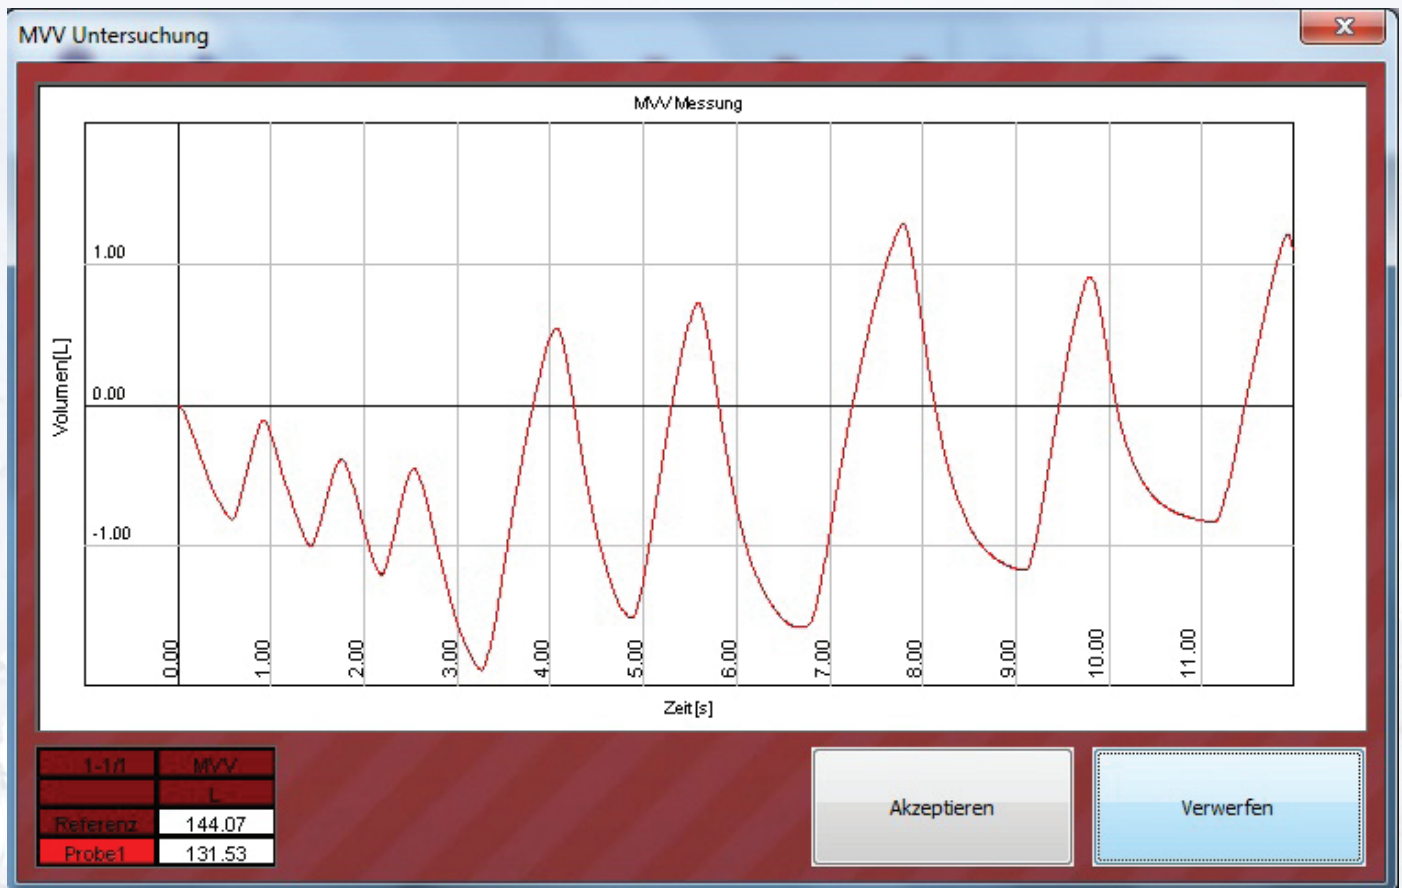 MVV Untersuchung
MVV Messung
1.00
0.00
-1.00
Volumen[L]
0.00 1.00 2.00 3.00 4.00 5.00 6.00 7.00 8.00 9.00 10.00 11.00
Zeit[s]
1-1/1 MVV
L
Referenz 144.07
Probe1 131.53
Akzeptieren
Verwerfen